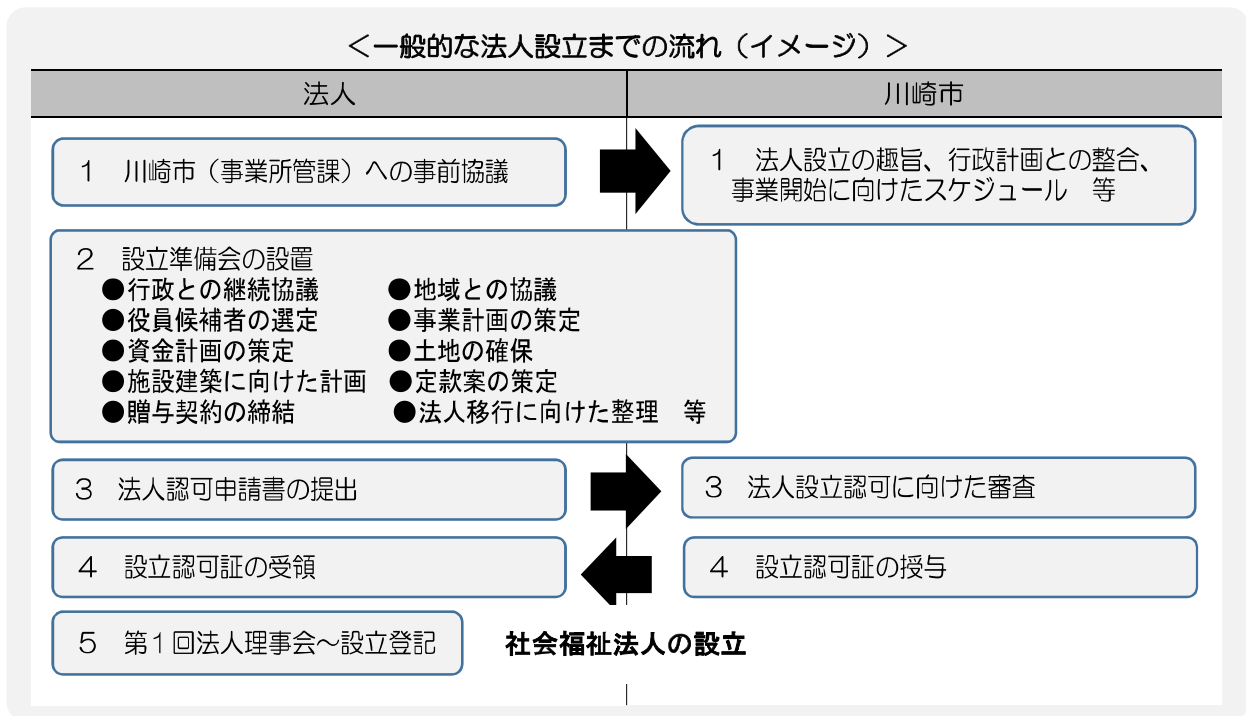 ＜一般的な法人設立までの流れ（イメージ）＞
法人
川崎市
１　川崎市（事業所管課）への事前協議
１　法人設立の趣旨、行政計画との整合、
事業開始に向けたスケジュール　等
２　設立準備会の設置
●行政との継続協議　●地域との協議
●役員候補者の選定　●事業計画の策定
●資金計画の策定　●土地の確保
●施設建築に向けた計画　●定款案の策定
●贈与契約の締結　●法人移行に向けた整理　等
３　法人認可申請書の提出
３　法人設立認可に向けた審査
４　設立認可証の受領
４　設立認可証の授与
５　第１回法人理事会～設立登記
社会福祉法人の設立